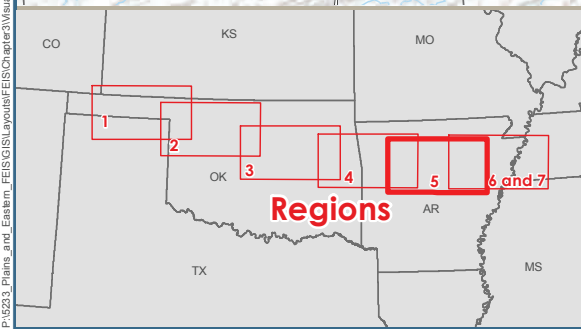 P:\5233_Plains_and_Eastern_FEIS\GIS\Layouts\FEIS\Chapter3\Visua
CO
KS
MO
1
2
3
4
5
6 and 7
OK
Regions
AR
TX
MS